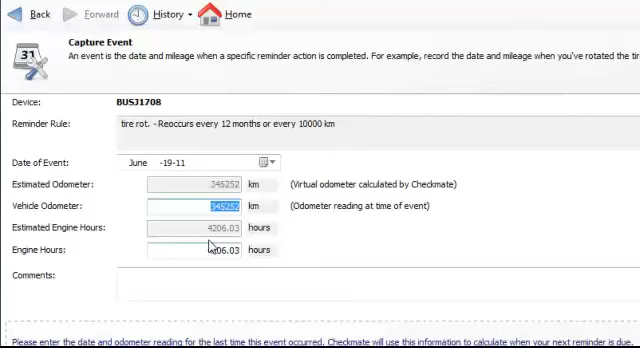 Back Forward History Home
31
Capture Event
An event is the date and mileage when a specific reminder action is completed. For example, record the date and mileage when you've rotated the
Device: BUSJ1708
Reminder Rule: tire rot. - Reoccurs every 12 months or every 10000 km
Date of Event: June -19-11
Estimated Odometer: 345252 km (Virtual odometer calculated by Checkmate)
Vehicle Odometer: 345252 km (Odometer reading at time of event)
Estimated Engine Hours: 4206.03 hours
Engine Hours: 06.03 hours
Comments:
Please enter the date and odometer reading for the last time this event occurred. Checkmate will use this information to calculate when your next reminder is due.